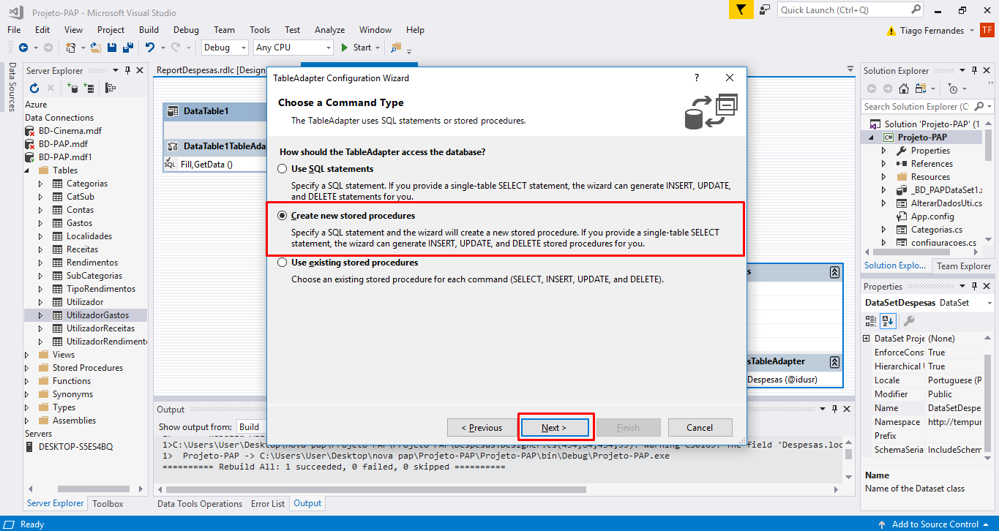 Projeto-PAP - Microsoft Visual Studio
Quick Launch (Ctrl+Q)
File Edit View Project Build Debug Team Tools Test Analyze Window Help
Tiago Fernandes
TF
Debug
Any CPU
Start
Data Sources
Server Explorer
Azure
Data Connections
BD-Cinema.mdf
BD-PAP.mdf
BD-PAP.mdf1
Tables
Categorias
CatSub
Contas
Gastos
Localidades
Receitas
Rendimentos
SubCategorias
TipoRendimentos
Utilizador
UtilizadorGastos
UtilizadorReceitas
UtilizadorRendimento
Views
Stored Procedures
Functions
Synonyms
Types
Assemblies
Servers
DESKTOP-S5ES4BQ
Server Explorer
Toolbox
ReportDespesas.rdlc [Design
DataTable1
DataTable1TableAda
SQL
Fill,GetData ()
TableAdapter Configuration Wizard
?
Choose a Command Type
The TableAdapter uses SQL statements or stored procedures.
How should the TableAdapter access the database?
Use SQL statements
Specify a SQL statement. If you provide a single-table SELECT statement, the wizard can generate INSERT, UPDATE,
and DELETE statements for you.
Create new stored procedures
Specify a SQL statement and the wizard will create a new stored procedure. If you provide a single-table SELECT
statement, the wizard can generate INSERT, UPDATE, and DELETE stored procedures for you.
Use existing stored procedures
Choose an existing stored procedure for each command (SELECT, INSERT, UPDATE, and DELETE).
< Previous
Next >
Finish
Cancel
s
sTableAdapter
Despesas (@idusr)
Output
Show output from:
Build
1>C:\Users\User\Desktop\nova pap\Projeto-PAP\Projeto-PAP\Despesas.Designer.cs(494,84,494,99): warning CS0169: The field 'Despesas.loc
1> Projeto-PAP -> C:\Users\User\Desktop\nova pap\Projeto-PAP\Projeto-PAP\bin\Debug\Projeto-PAP.exe
========== Rebuild All: 1 succeeded, 0 failed, 0 skipped ==========
Data Tools Operations
Error List
Output
Solution Explorer
Search Solution Explorer (C
Solution 'Projeto-PAP' (1
C#
Projeto-PAP
Properties
References
Resources
_BD_PAPDataSet1.
AlterarDadosUti.cs
App.config
Categorias.cs
configuracoes.cs
Solution Explo...
Team Explorer
Properties
DataSetDespesas DataSet
DataSet Proje (None)
EnforceCons True
Hierarchical True
Locale Portuguese (P
Modifier Public
Name DataSetDespe
Namespace http://tempur
Prefix
SchemaSeria IncludeSchem
Name
Name of the Dataset class
Ready
Add to Source Control